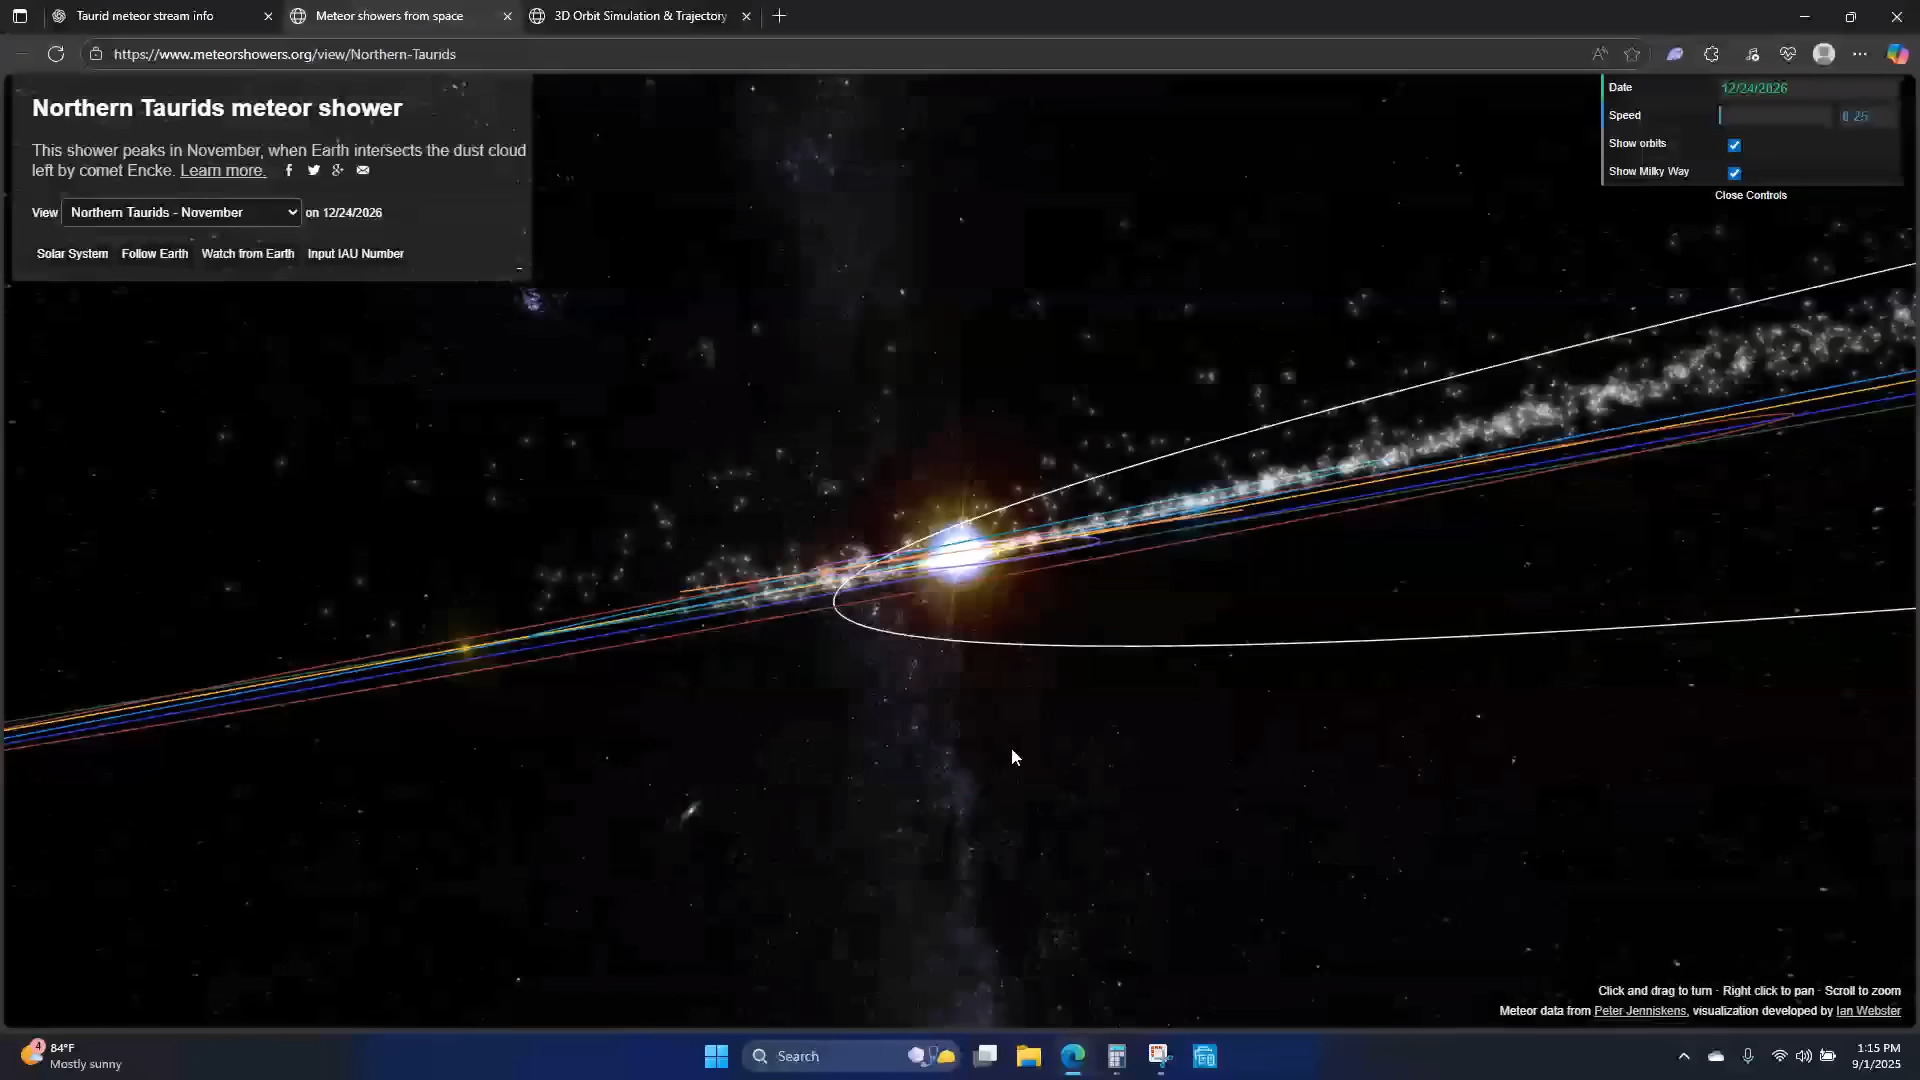 Taurid meteor stream info
Meteor showers from space
3D Orbit Simulation & Trajectory
https://www.meteorshowers.org/view/Northern-Taurids
Northern Taurids meteor shower
This shower peaks in November, when Earth intersects the dust cloud
left by comet Encke. Learn more.
View Northern Taurids - November on 12/24/2026
Solar System Follow Earth Watch from Earth Input IAU Number
Date 12/24/2026
Speed 0.25
Show orbits
Show Milky Way
Close Controls
Click and drag to turn · Right click to pan · Scroll to zoom
Meteor data from Peter Jenniskens, visualization developed by Ian Webster
4
84°F
Mostly sunny
Search
1:15 PM
9/1/2025